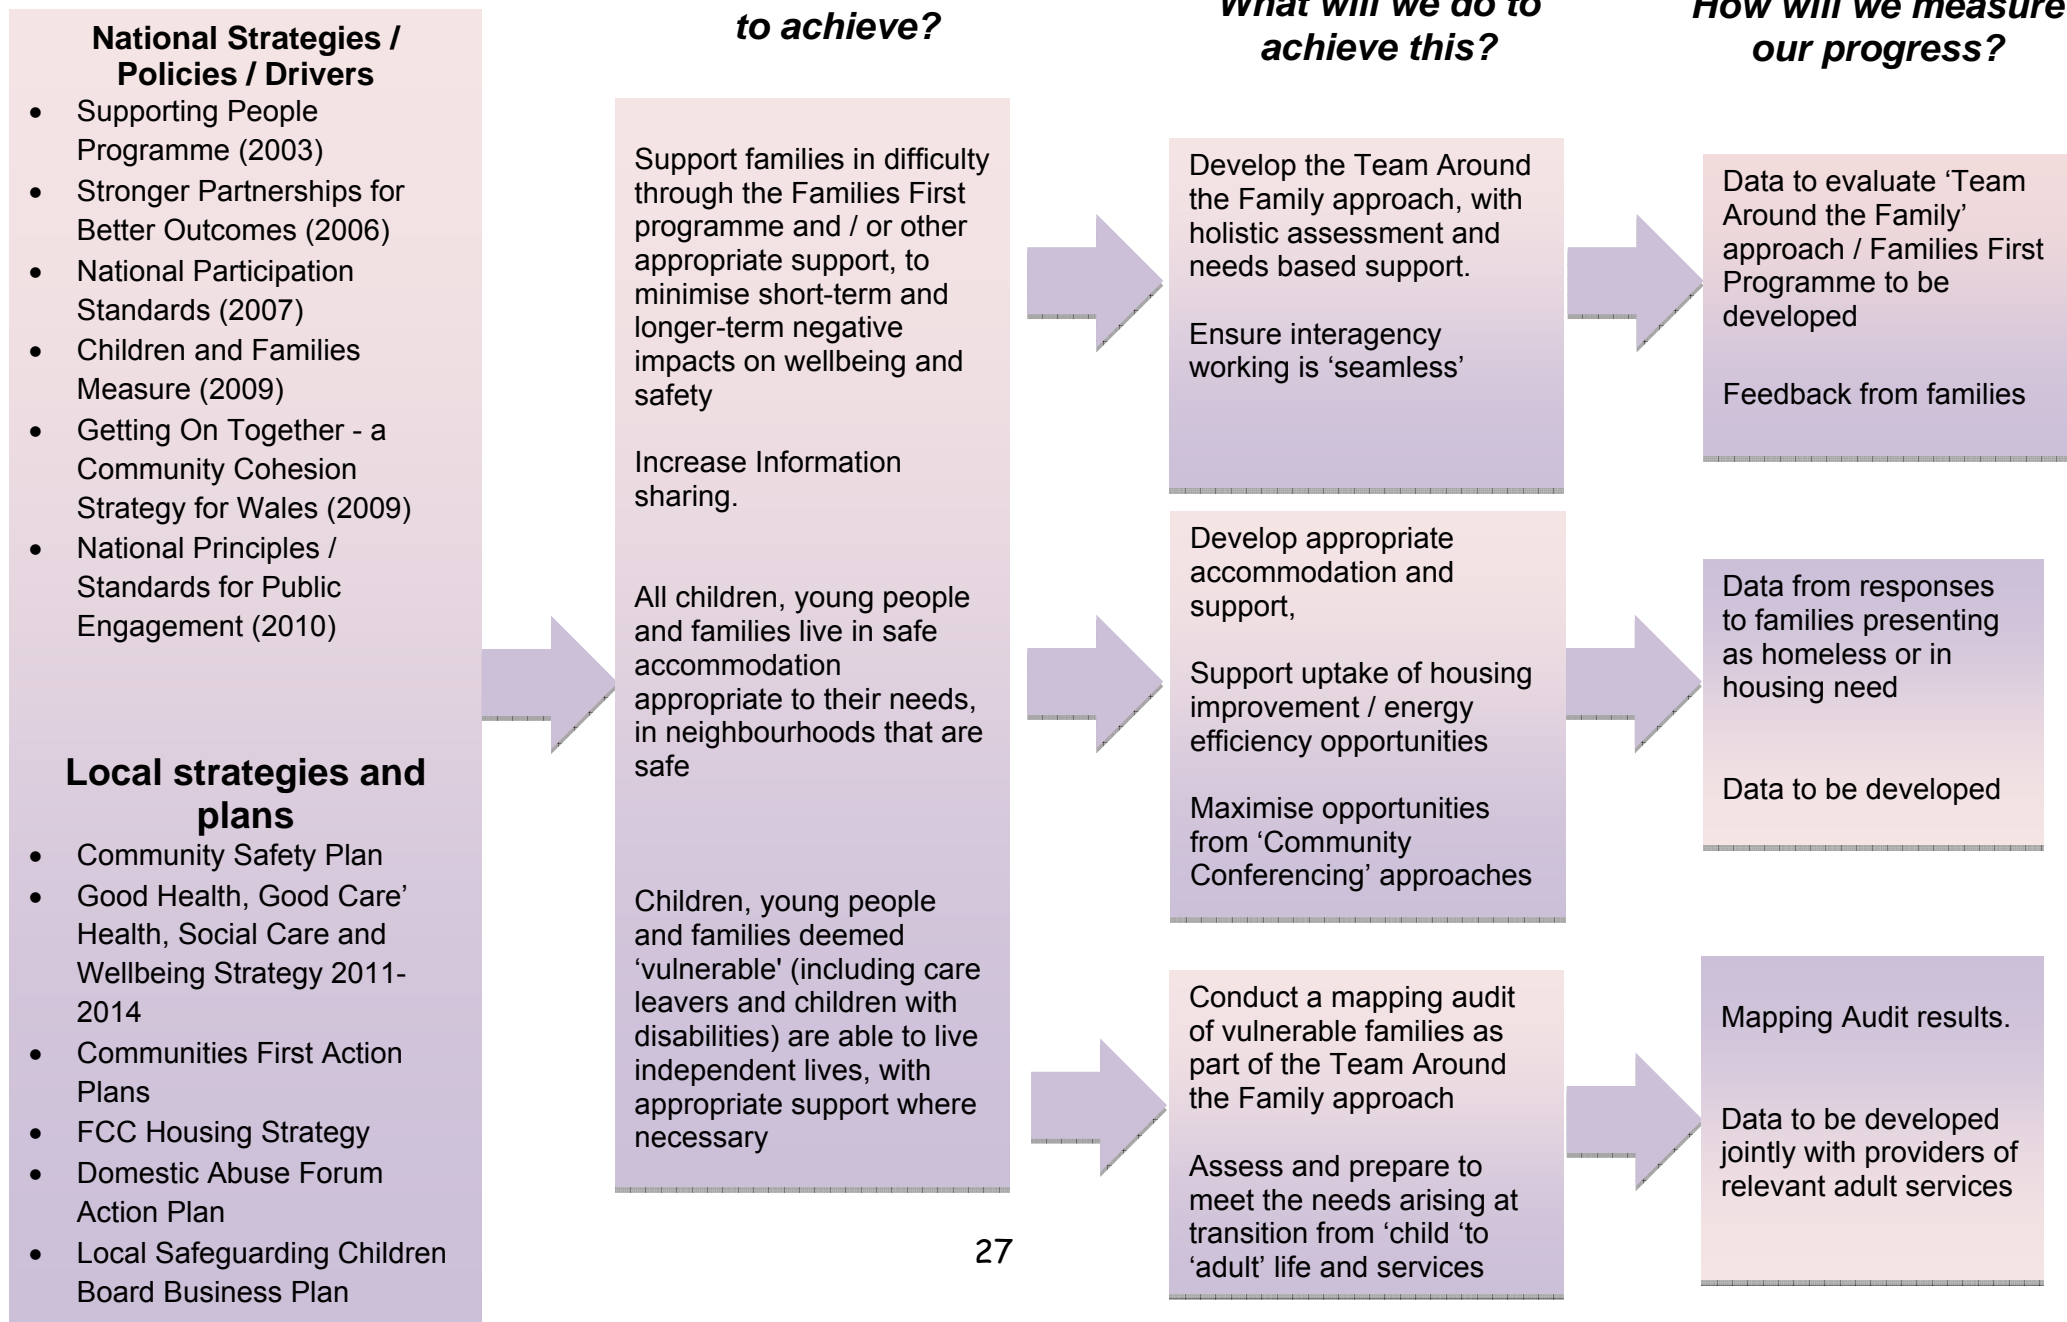 National Strategies /
Policies / Drivers
• Supporting People
Programme (2003)
• Stronger Partnerships for
Better Outcomes (2006)
• National Participation
Standards (2007)
• Children and Families
Measure (2009)
• Getting On Together - a
Community Cohesion
Strategy for Wales (2009)
• National Principles /
Standards for Public
Engagement (2010)
Local strategies and
plans
• Community Safety Plan
• Good Health, Good Care’
Health, Social Care and
Wellbeing Strategy 2011-
2014
• Communities First Action
Plans
• FCC Housing Strategy
• Domestic Abuse Forum
Action Plan
• Local Safeguarding Children
Board Business Plan
to achieve?
Support families in difficulty
through the Families First
programme and / or other
appropriate support, to
minimise short-term and
longer-term negative
impacts on wellbeing and
safety
Increase Information
sharing.
All children, young people
and families live in safe
accommodation
appropriate to their needs,
in neighbourhoods that are
safe
Children, young people
and families deemed
‘vulnerable' (including care
leavers and children with
disabilities) are able to live
independent lives, with
appropriate support where
necessary
What will we do to
achieve this?
Develop the Team Around
the Family approach, with
holistic assessment and
needs based support.
Ensure interagency
working is ‘seamless’
Develop appropriate
accommodation and
support,
Support uptake of housing
improvement / energy
efficiency opportunities
Maximise opportunities
from ‘Community
Conferencing’ approaches
Conduct a mapping audit
of vulnerable families as
part of the Team Around
the Family approach
Assess and prepare to
meet the needs arising at
transition from ‘child ‘to
‘adult’ life and services
How will we measure
our progress?
Data to evaluate ‘Team
Around the Family’
approach / Families First
Programme to be
developed
Feedback from families
Data from responses
to families presenting
as homeless or in
housing need
Data to be developed
Mapping Audit results.
Data to be developed
jointly with providers of
relevant adult services
27